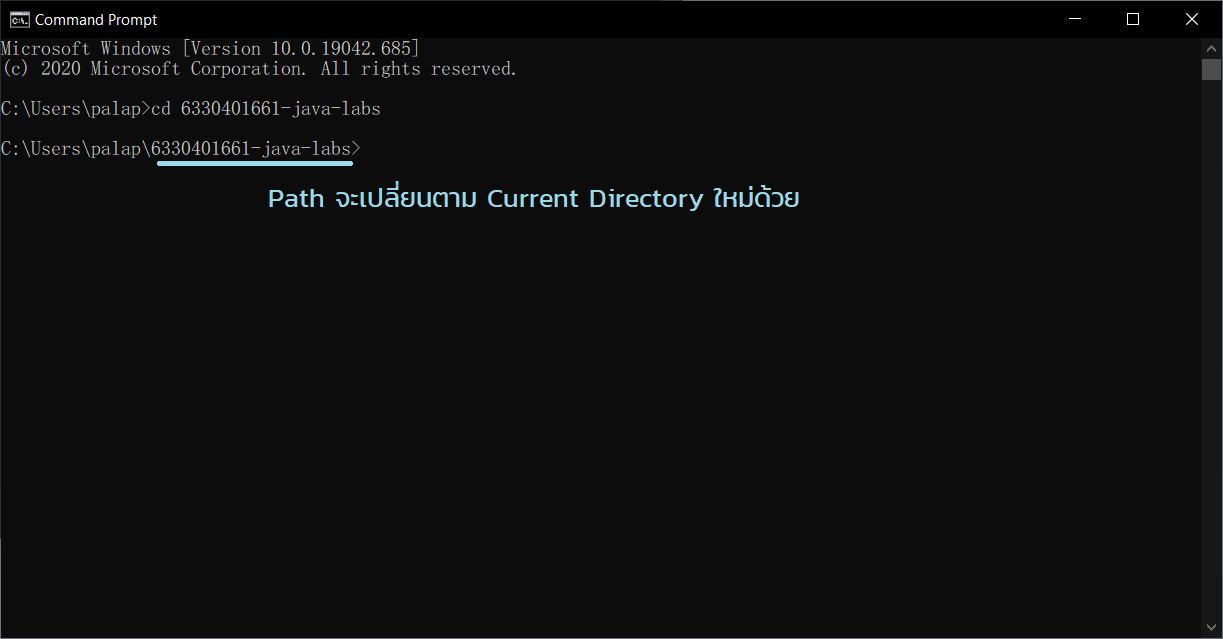 Command Prompt
Microsoft Windows [Version 10.0.19042.685]
(c) 2020 Microsoft Corporation. All rights reserved.
C:\Users\palap>cd 6330401661-java-labs
C:\Users\palap\6330401661-java-labs>
Path จะเปลี่ยนตาม Current Directory ใหม่ด้วย